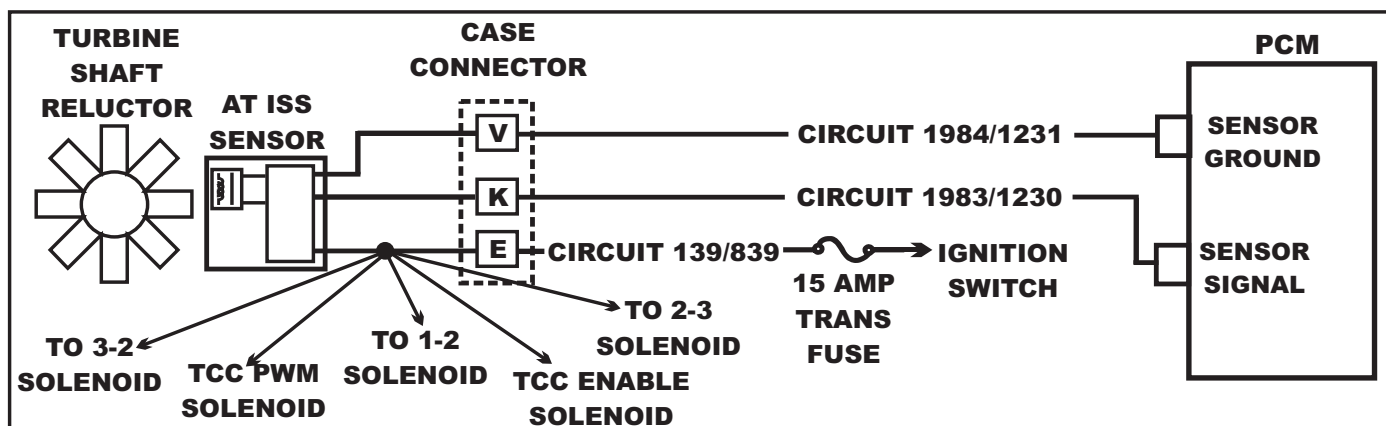 TURBINE
SHAFT
RELUCTOR
AT ISS
SENSOR
CASE
CONNECTOR
PCM
V
CIRCUIT 1984/1231
SENSOR
GROUND
K
CIRCUIT 1983/1230
E
CIRCUIT 139/839
15 AMP
TRANS
FUSE
IGNITION
SWITCH
SENSOR
SIGNAL
TO 3-2
SOLENOID
TCC PWM
SOLENOID
TO 1-2
SOLENOID
TCC ENABLE
SOLENOID
TO 2-3
SOLENOID